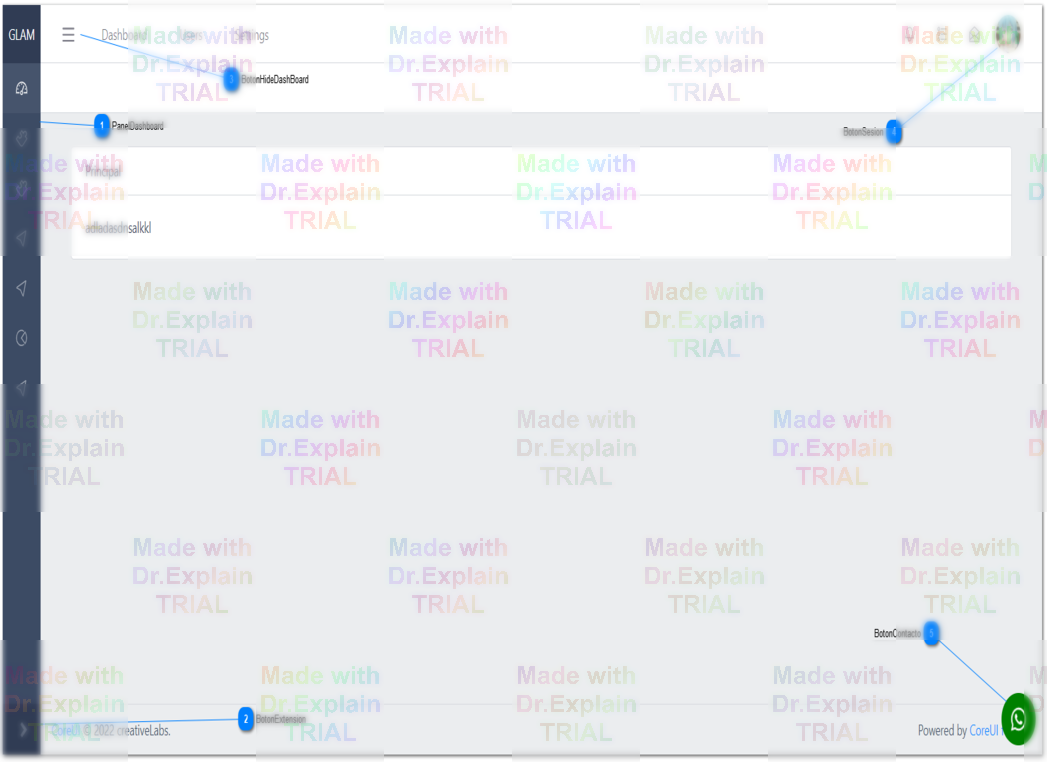 GLAM
Dashboard Users Settings
3 BotonHideDashBoard
1 PanelDashboard
BotonSesion 4
Principal
adladasdnsalkkl
BotonContacto 5
2 BotonExtension
CoreUI © 2022 creativeLabs.
Powered by CoreUI
Made with Dr.Explain TRIAL